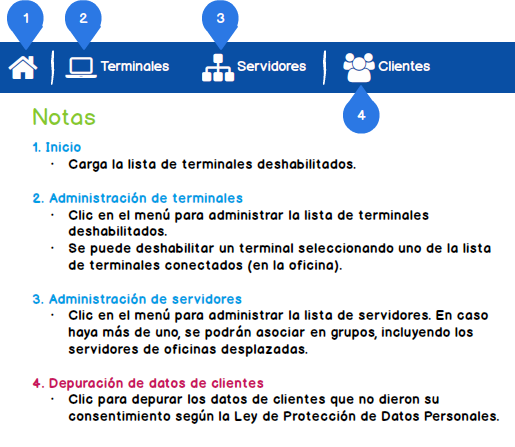 1 2 3
Terminales Servidores Clientes
4
Notas
1. Inicio
· Carga la lista de terminales deshabilitados.
2. Administración de terminales
· Clic en el menú para administrar la lista de terminales
deshabilitados.
· Se puede deshabilitar un terminal seleccionando uno de la lista
de terminales conectados (en la oficina).
3. Administración de servidores
· Clic en el menú para administrar la lista de servidores. En caso
haya más de uno, se podrán asociar en grupos, incluyendo los
servidores de oficinas desplazadas.
4. Depuración de datos de clientes
· Clic para depurar los datos de clientes que no dieron su
consentimiento según la Ley de Protección de Datos Personales.